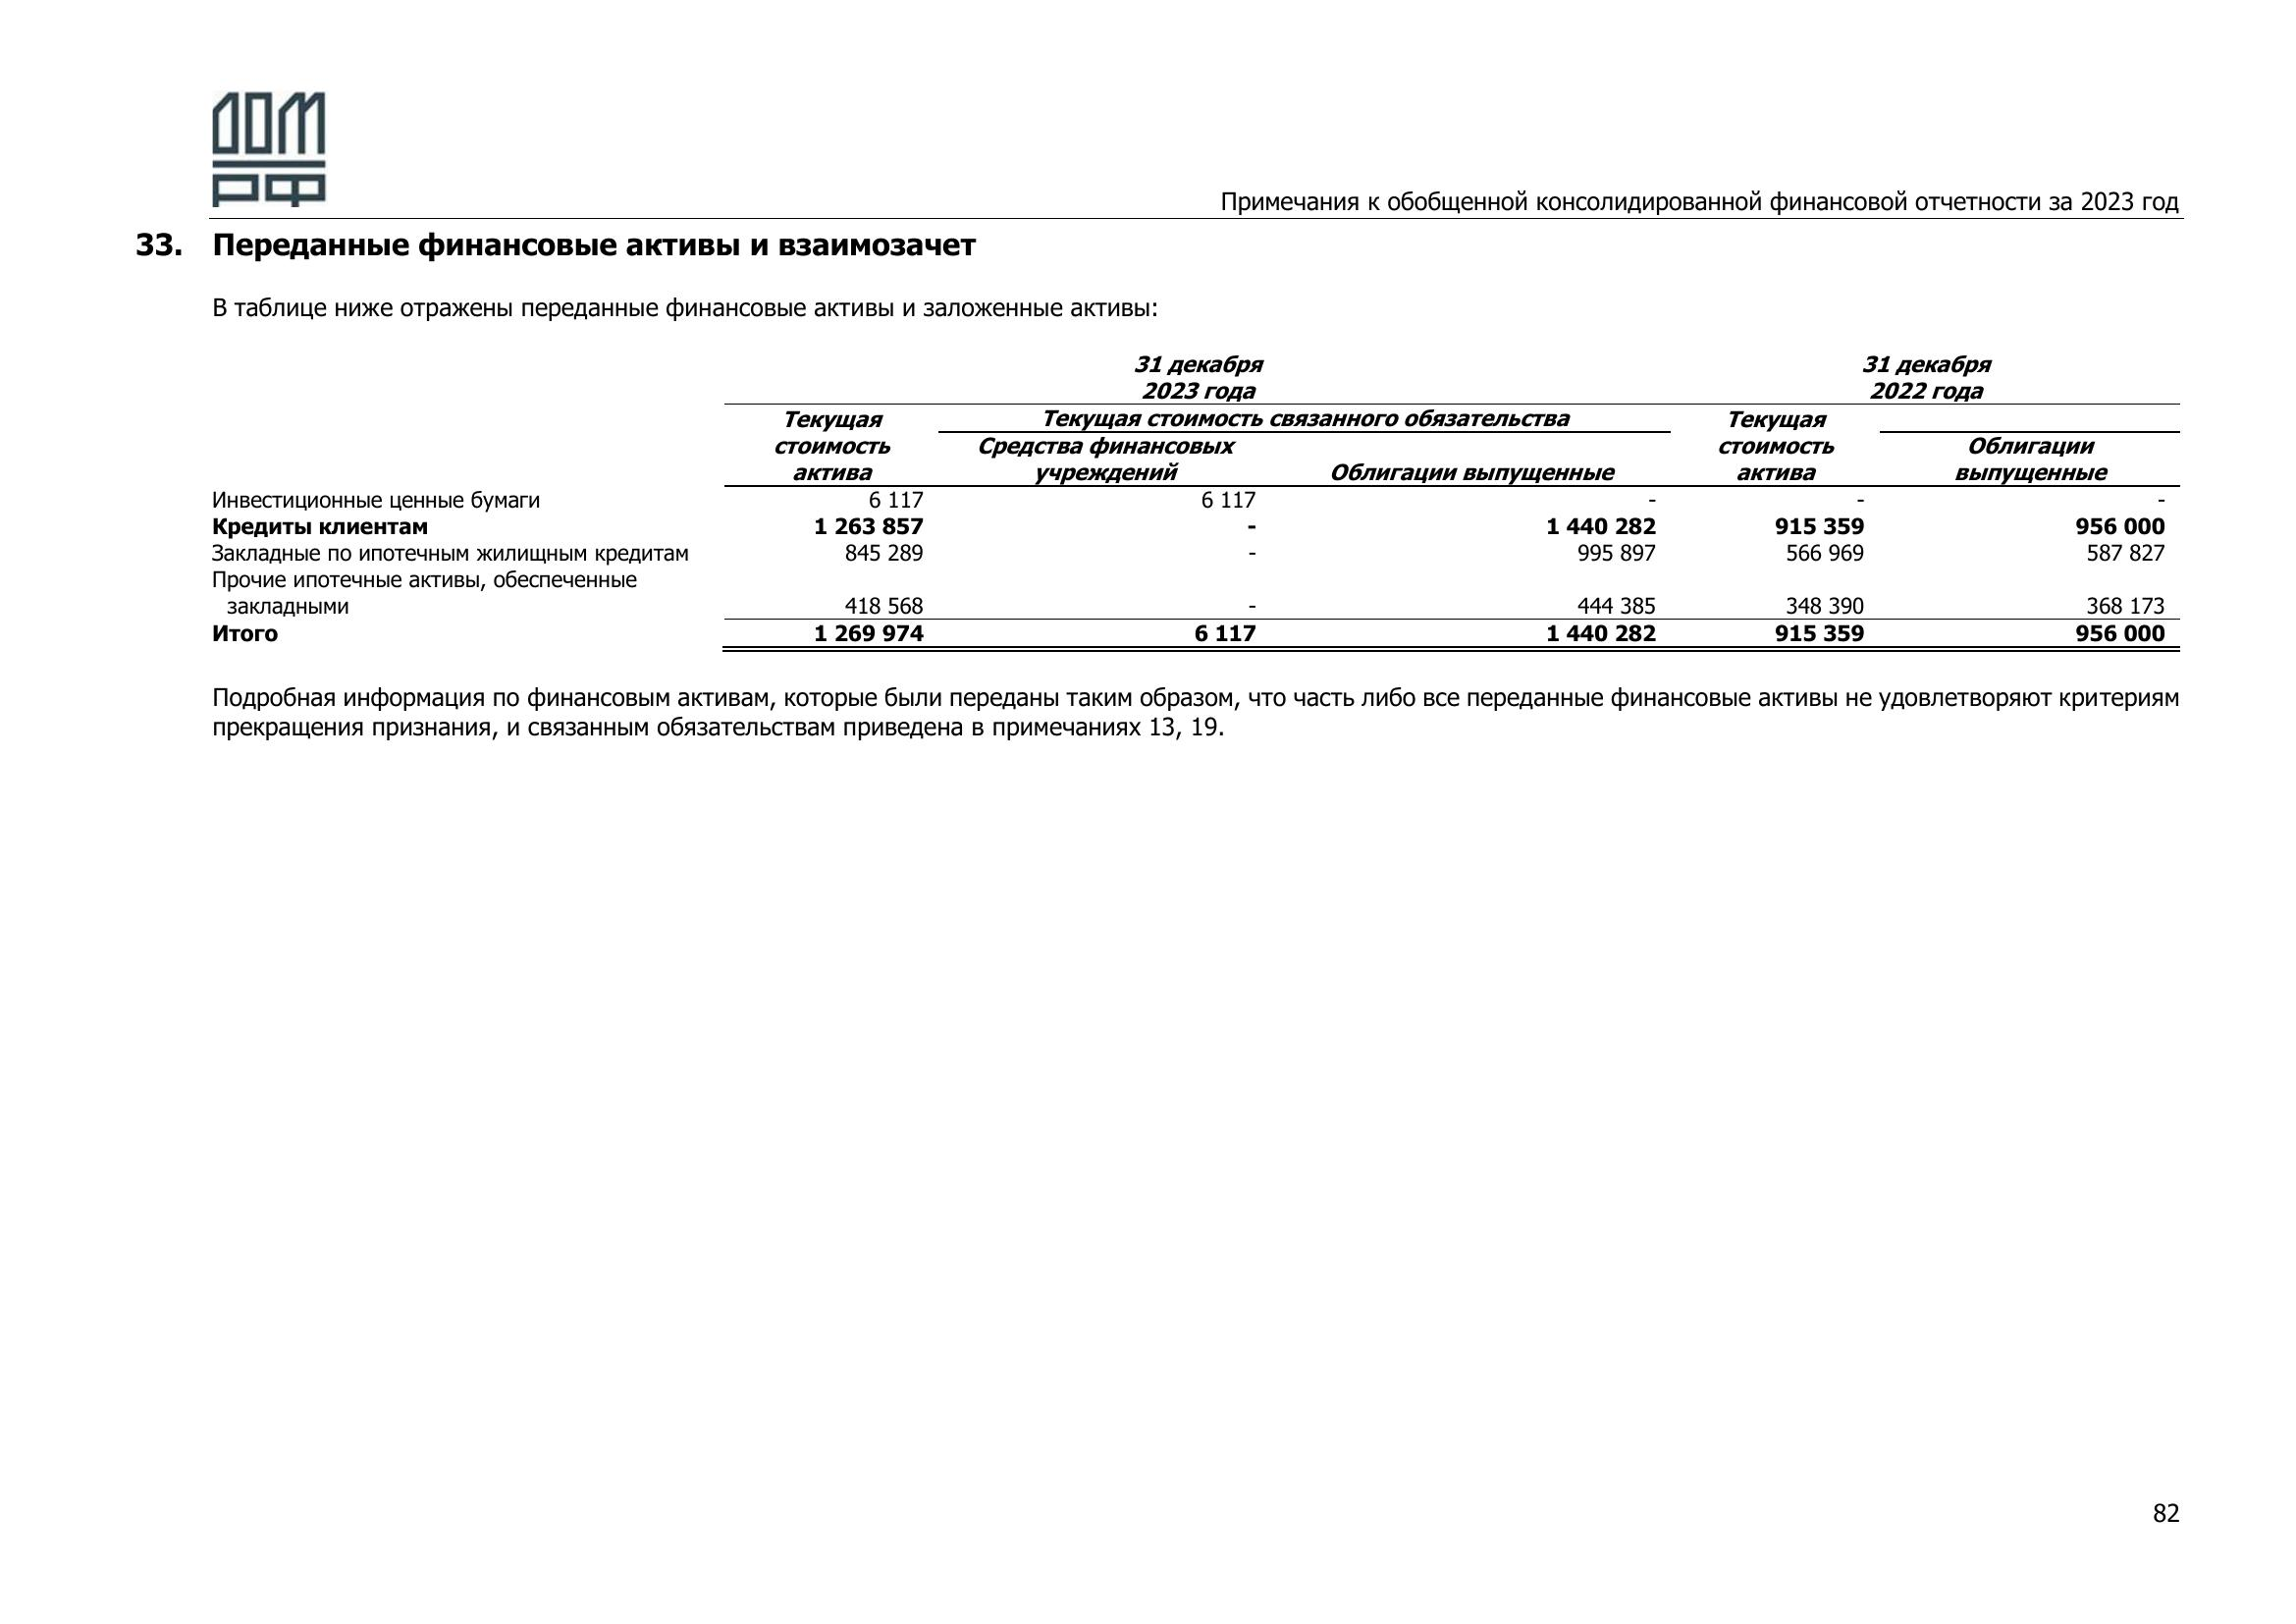 ДОМ
РФ
Примечания к обобщенной консолидированной финансовой отчетности за 2023 год
33. Переданные финансовые активы и взаимозачет
В таблице ниже отражены переданные финансовые активы и заложенные активы:
31 декабря 31 декабря
2023 года 2022 года
Текущая Текущая стоимость связанного обязательства Текущая
стоимость Средства финансовых стоимость Облигации
актива учреждений Облигации выпущенные актива выпущенные
Инвестиционные ценные бумаги 6 117 6 117 - - -
Кредиты клиентам 1 263 857 - 1 440 282 915 359 956 000
Закладные по ипотечным жилищным кредитам 845 289 - 995 897 566 969 587 827
Прочие ипотечные активы, обеспеченные
закладными 418 568 - 444 385 348 390 368 173
Итого 1 269 974 6 117 1 440 282 915 359 956 000
Подробная информация по финансовым активам, которые были переданы таким образом, что часть либо все переданные финансовые активы не удовлетворяют критериям
прекращения признания, и связанным обязательствам приведена в примечаниях 13, 19.
82